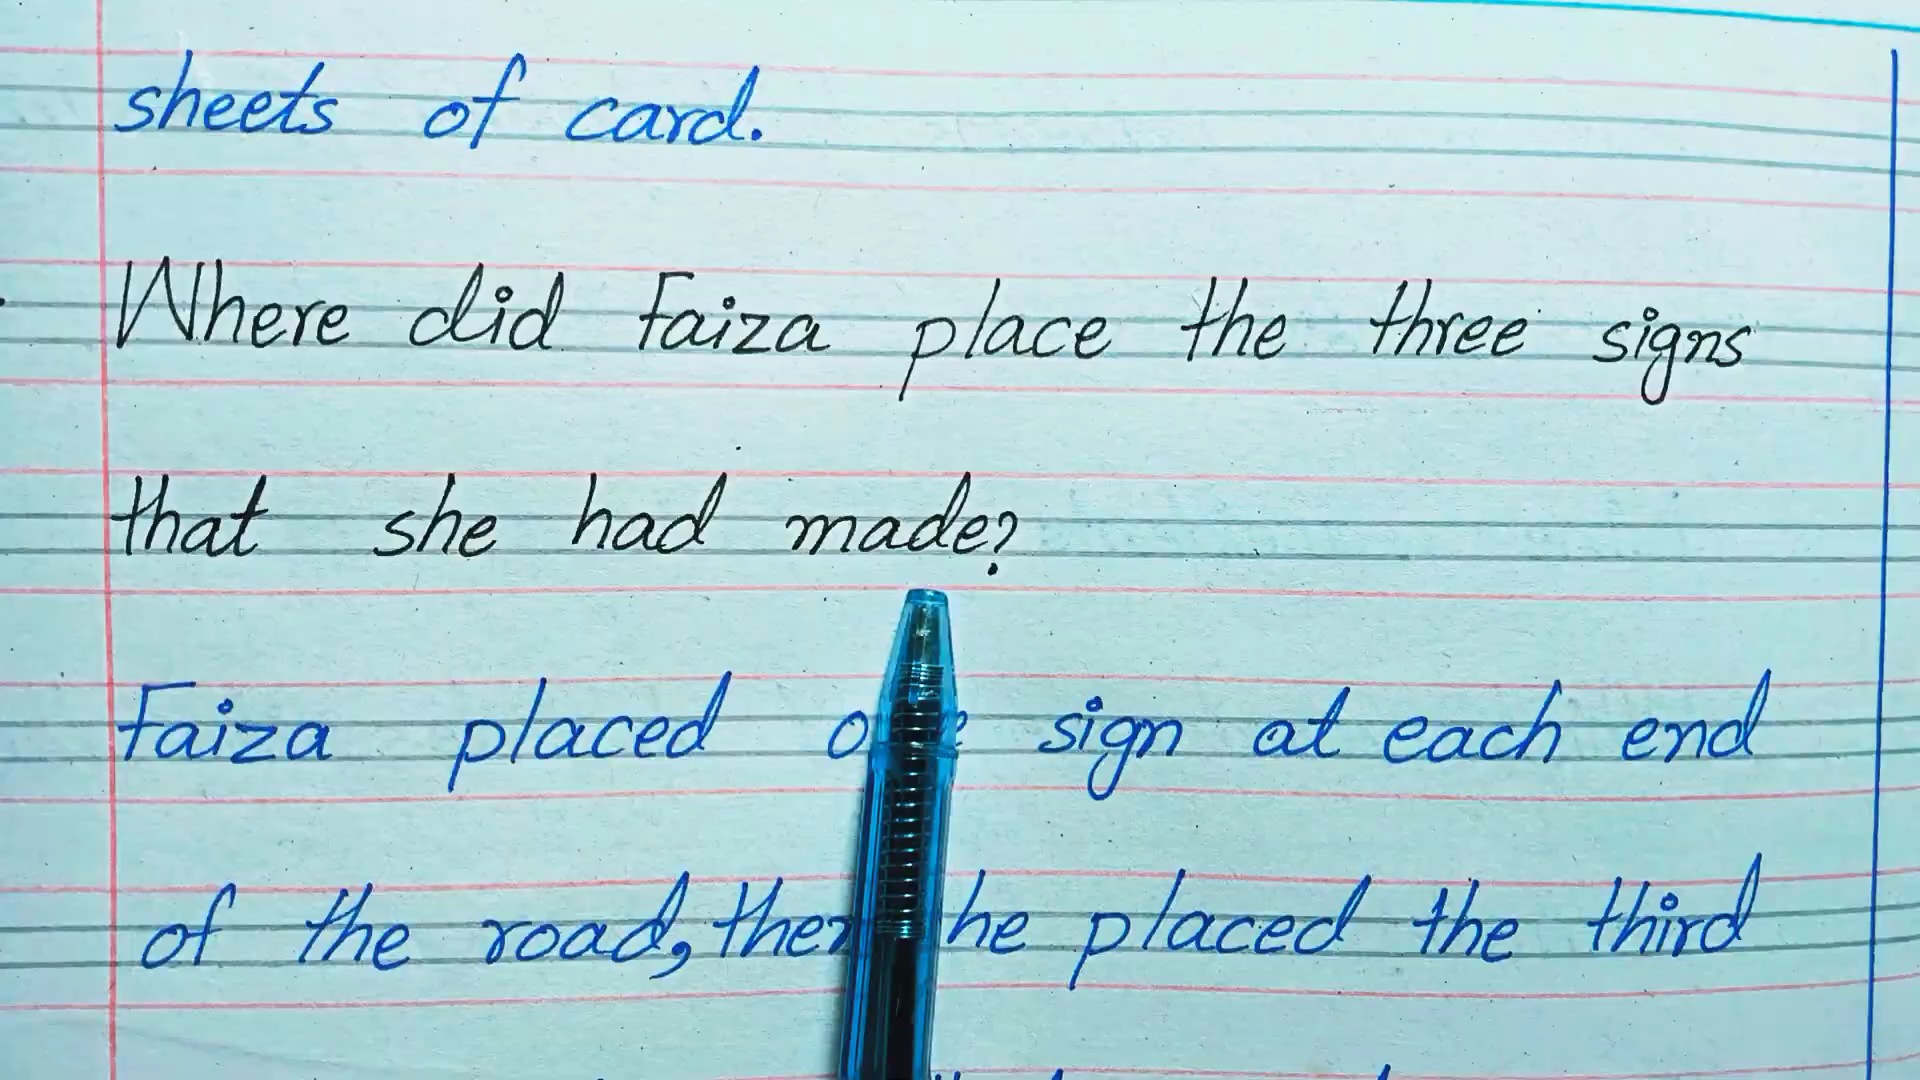 sheets of card.
Where did Faiza place the three signs
that she had made?
Faiza placed sign at each end
of the road, placed the third